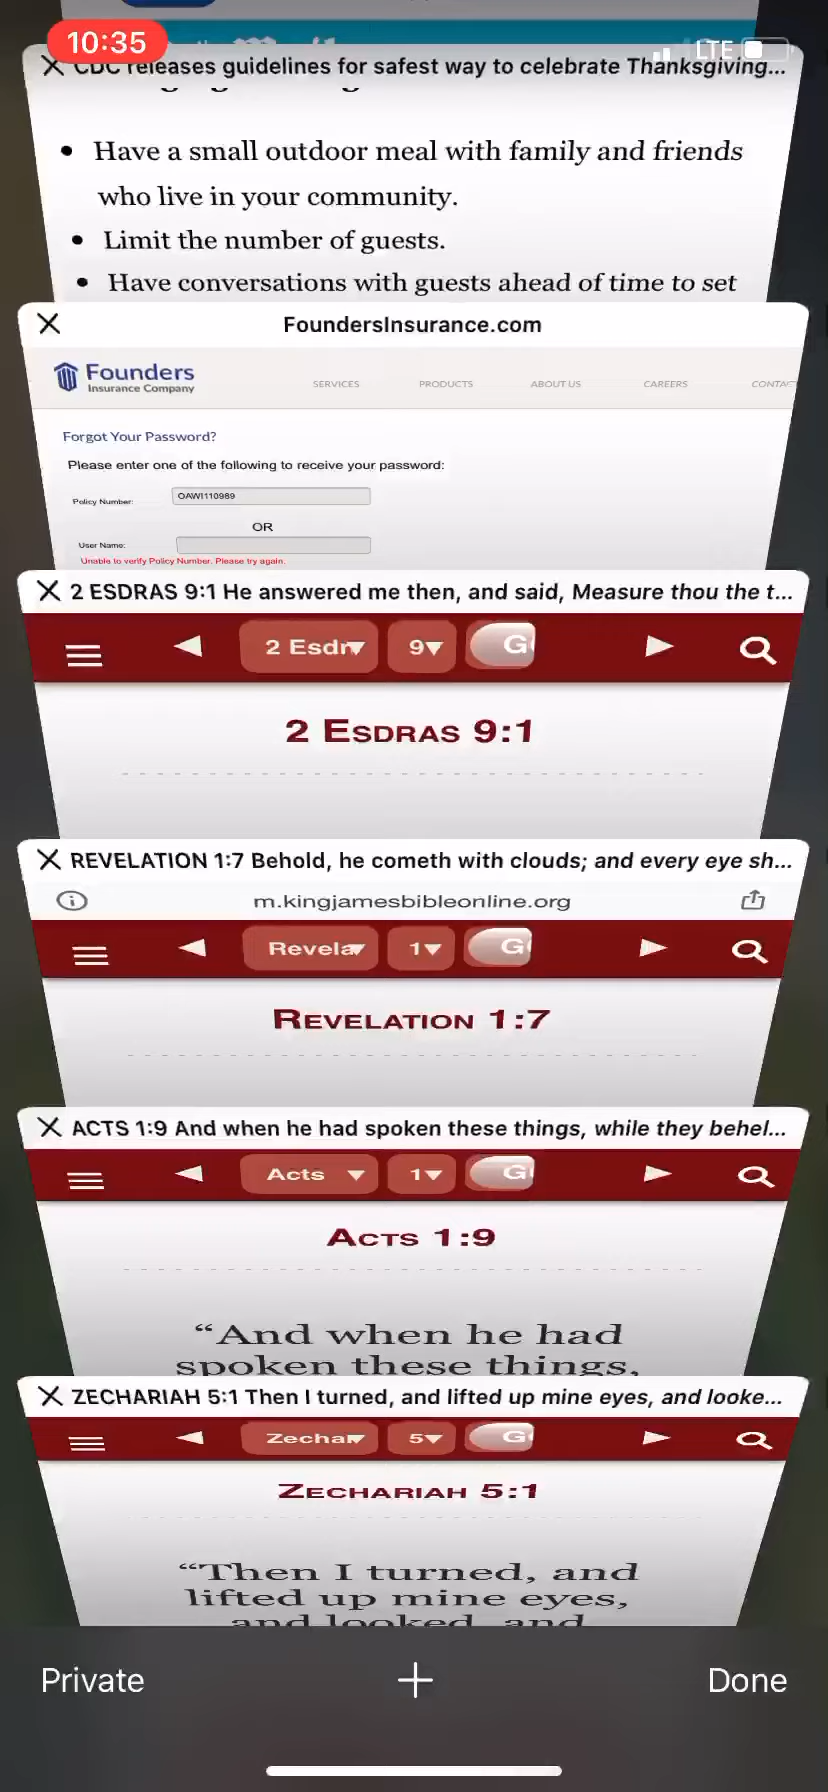 10:35
LTE
CDC releases guidelines for safest way to celebrate Thanksgiving...
• Have a small outdoor meal with family and friends
who live in your community.
• Limit the number of guests.
• Have conversations with guests ahead of time to set
FoundersInsurance.com
Founders
Insurance Company
SERVICES PRODUCTS ABOUT US CAREERS CONTAC
Forgot Your Password?
Please enter one of the following to receive your password:
Policy Number: OAWI110989
OR
User Name:
Unable to verify Policy Number. Please try again.
2 ESDRAS 9:1 He answered me then, and said, Measure thou the t...
2 Esdr 9 G
2 ESDRAS 9:1
REVELATION 1:7 Behold, he cometh with clouds; and every eye sh...
m.kingjamesbibleonline.org
Revela 1 G
REVELATION 1:7
ACTS 1:9 And when he had spoken these things, while they behel...
Acts 1 G
ACTS 1:9
“And when he had
spoken these things,
ZECHARIAH 5:1 Then I turned, and lifted up mine eyes, and looke...
Zechar 5 G
ZECHARIAH 5:1
“Then I turned, and
lifted up mine eyes,
and looked, and
Private + Done